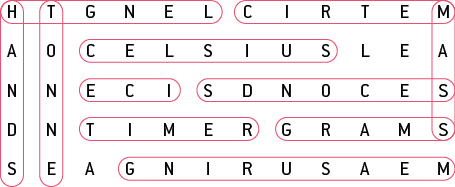 H T G N E L C I R T E M
A O C E L S I U S L E A
N N E C I S D N O C E S
D N T I M E R G R A M S
S E A G N I R U S A E M